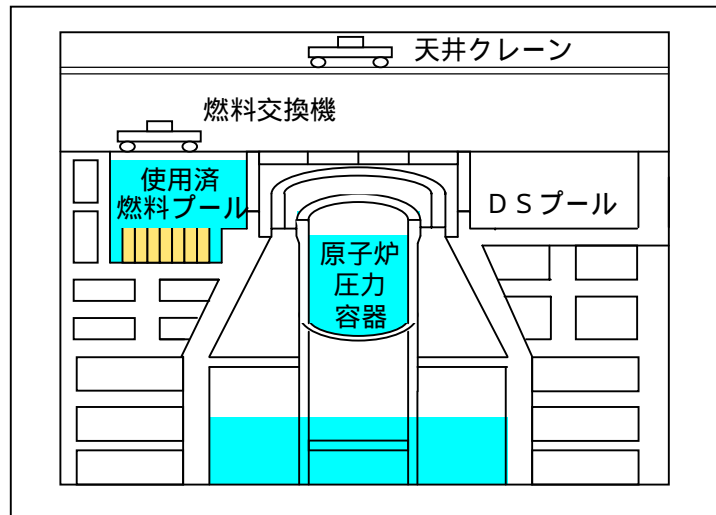 天井クレーン
燃料交換機
使用済
燃料プール
ＤＳプール
原子炉
圧力
容器